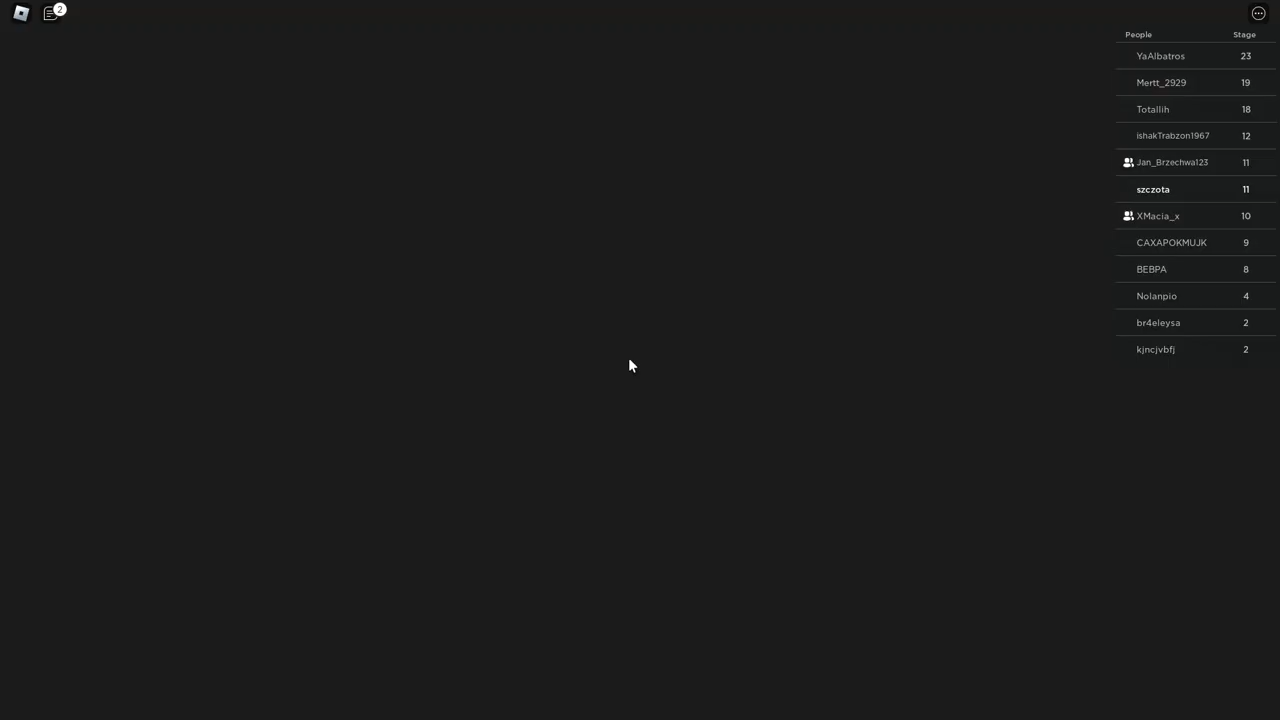 2
People Stage
YaAlbatros 23
Mertt_2929 19
Totallih 18
ishakTrabzon1967 12
Jan_Brzechwa123 11
szczota 11
XMacia_x 10
CAXAPOKMUJK 9
BEBPA 8
Nolanpio 4
br4eleysa 2
kjncjvbfj 2